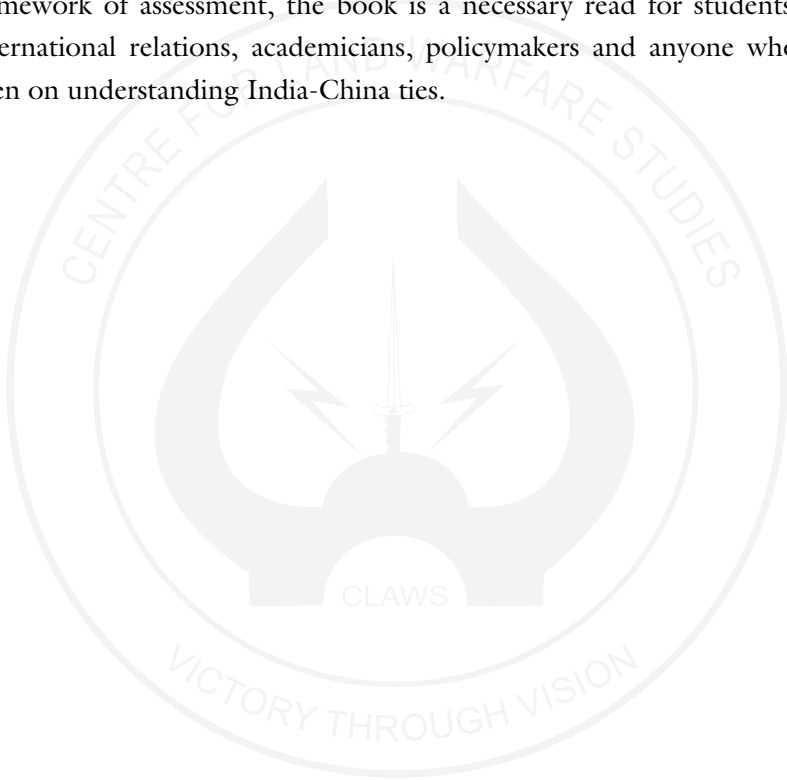 mework of assessment, the book is a necessary read for students
ernational relations, academicians, policymakers and anyone who
en on understanding India-China ties.
CENTRE FOR LAND WARFARE STUDIES
CLAWS
VICTORY THROUGH VISION